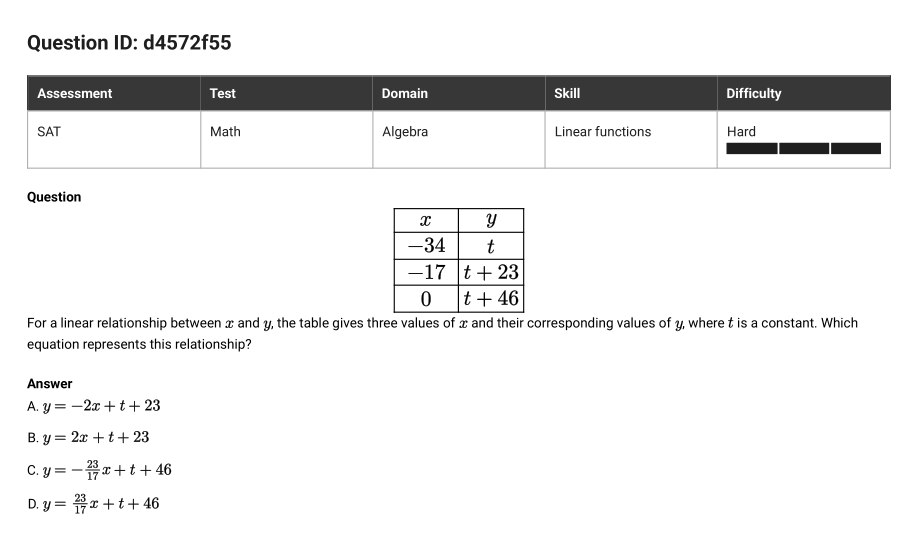 Question ID: d4572f55
Assessment Test Domain Skill Difficulty
SAT Math Algebra Linear functions Hard
Question
x y
−34 t
−17 t + 23
0 t + 46
For a linear relationship between x and y, the table gives three values of x and their corresponding values of y, where t is a constant. Which
equation represents this relationship?
Answer
A. y = −2x + t + 23
B. y = 2x + t + 23
C. y = −23/17 x + t + 46
D. y = 23/17 x + t + 46